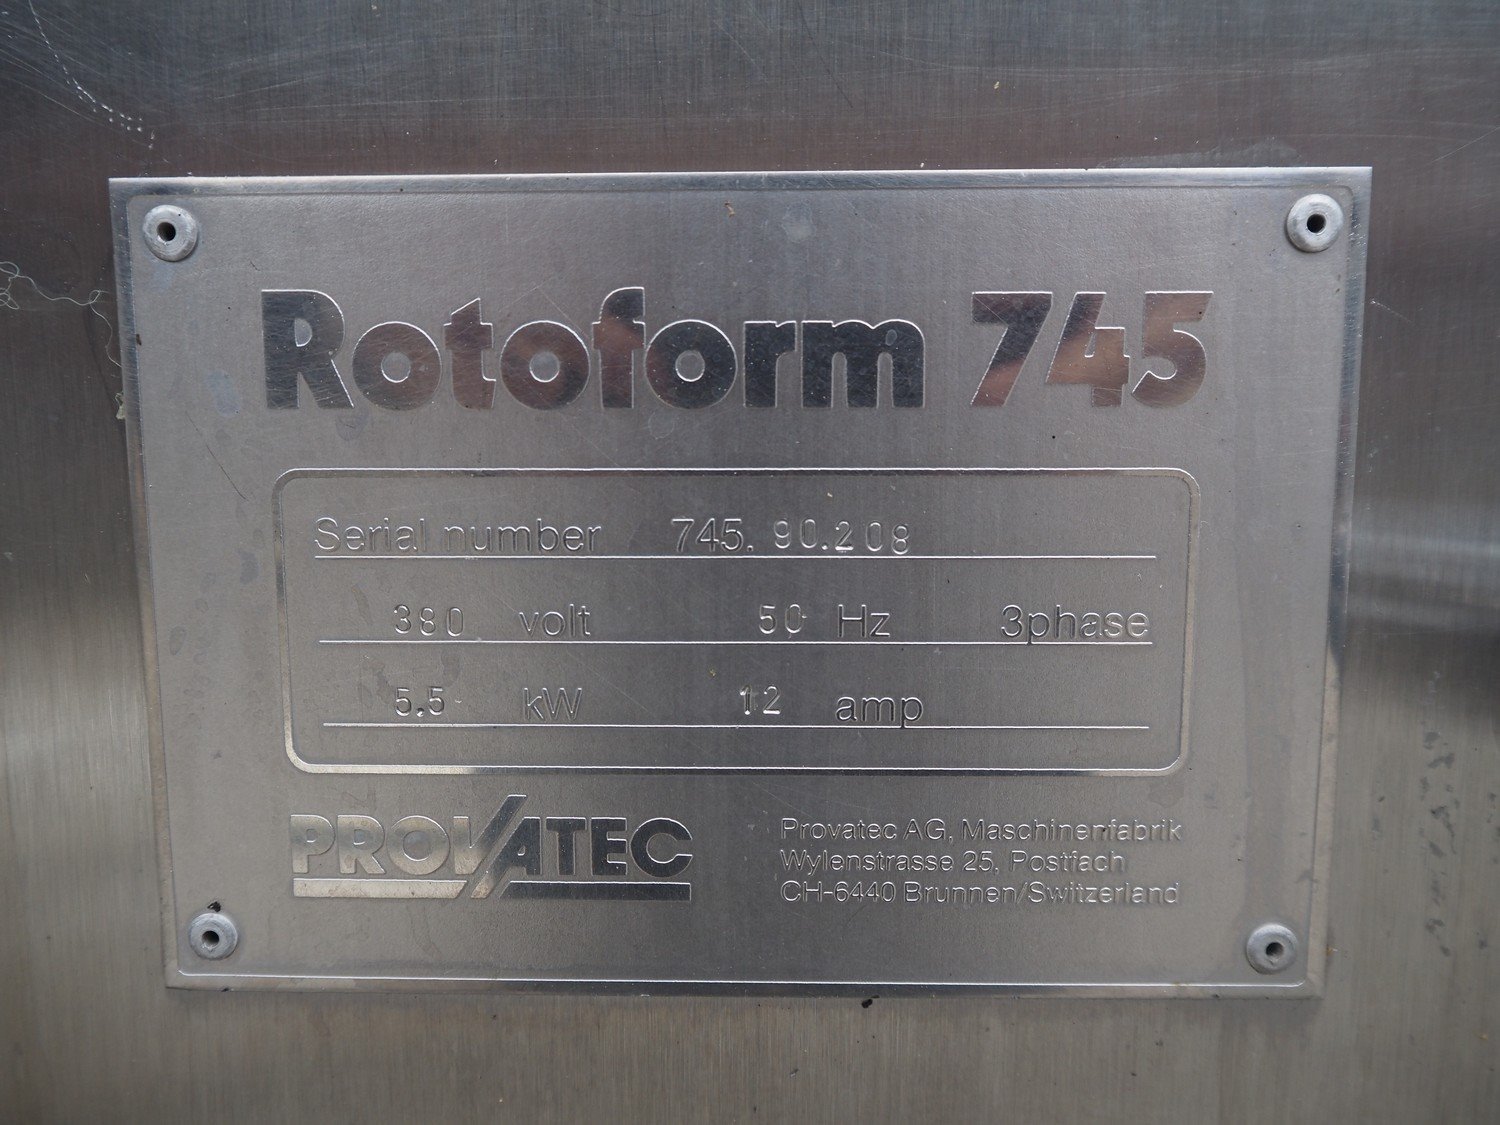 Rotoform 745
Serial number 745. 90.208
380 volt 50 Hz 3phase
5.5 kW 12 amp
PROVATEC
Provatec AG, Maschinenfabrik
Wylenstrasse 25, Postfach
CH-6440 Brunnen/Switzerland